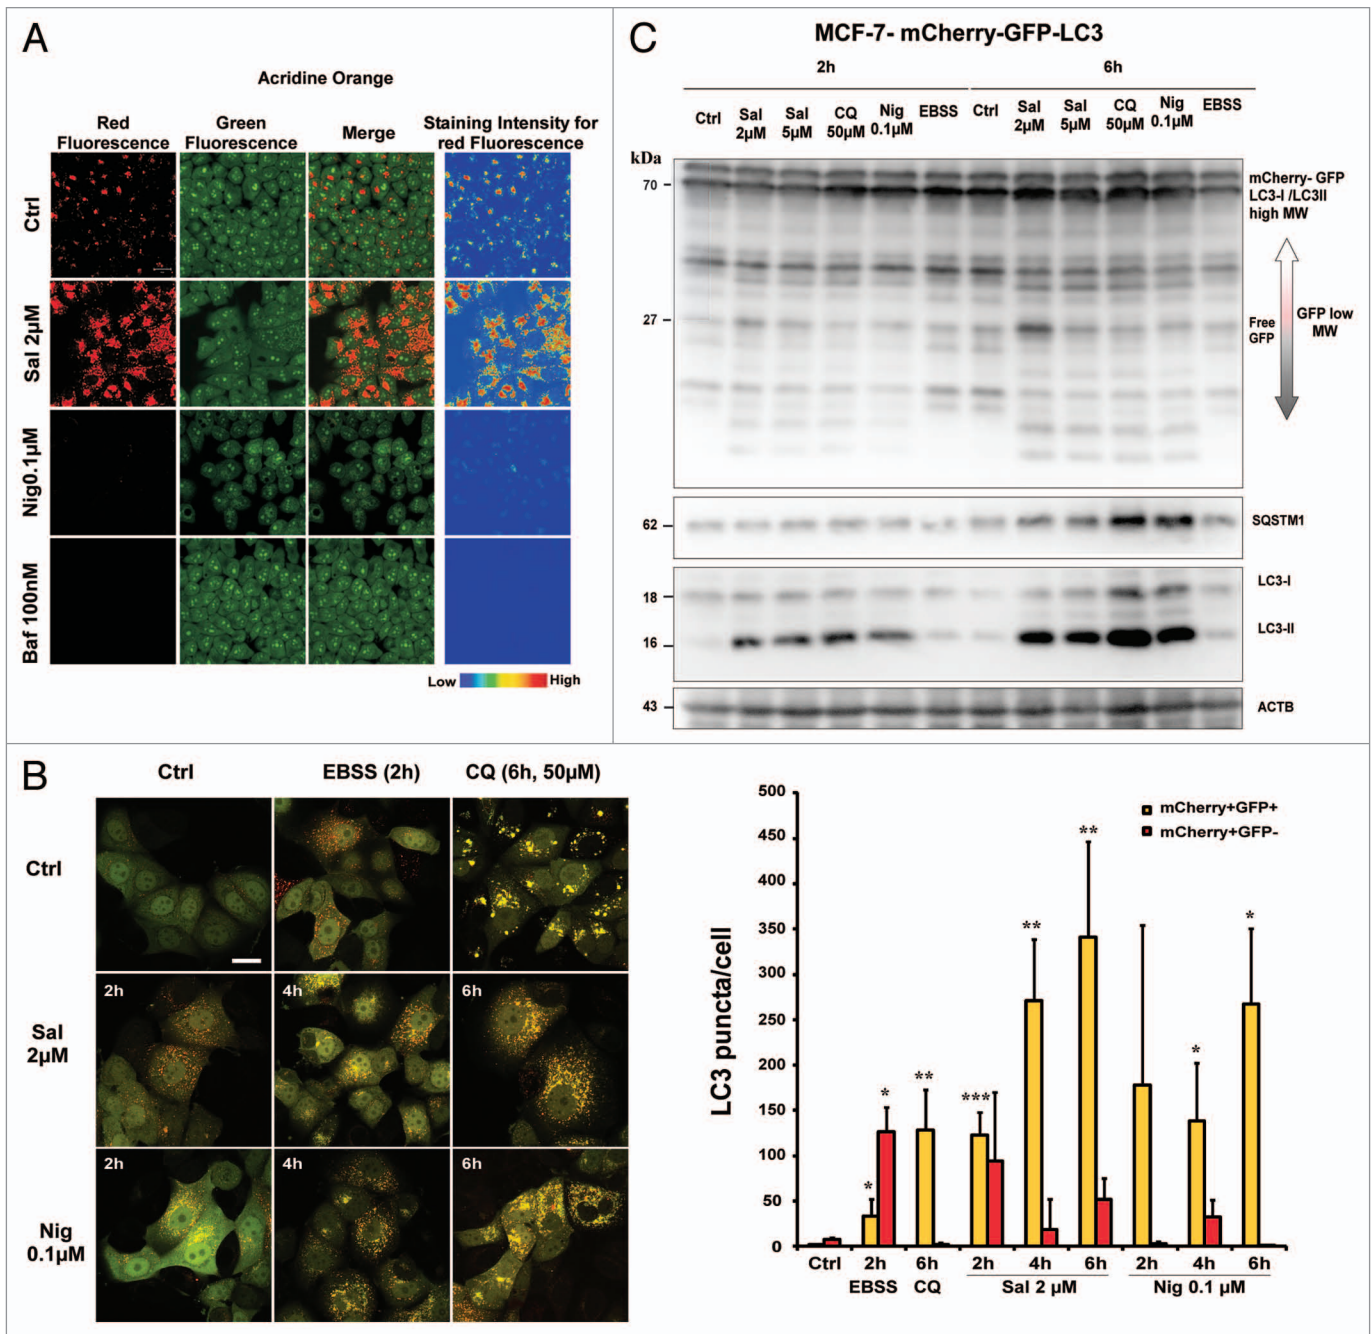 A
Acridine Orange
Red Fluorescence
Green Fluorescence
Merge
Staining Intensity for red Fluorescence
Ctrl
Sal 2µM
Nig0.1µM
Baf 100nM
Low
High
C
MCF-7- mCherry-GFP-LC3
2h
6h
Ctrl
Sal 2µM
Sal 5µM
CQ 50µM
Nig 0.1µM
EBSS
Ctrl
Sal 2µM
Sal 5µM
CQ 50µM
Nig 0.1µM
EBSS
kDa
70
27
mCherry- GFP
LC3-I /LC3II
high MW
Free GFP
GFP low MW
62
SQSTM1
18
LC3-I
16
LC3-II
43
ACTB
B
Ctrl
EBSS (2h)
CQ (6h, 50µM)
Ctrl
Sal 2µM
2h
4h
6h
Nig 0.1µM
2h
4h
6h
LC3 puncta/cell
500
450
400
350
300
250
200
150
100
50
0
mCherry+GFP+
mCherry+GFP-
*
*
**
***
**
**
*
*
Ctrl
2h
6h
2h
4h
6h
2h
4h
6h
EBSS
CQ
Sal 2 µM
Nig 0.1 µM